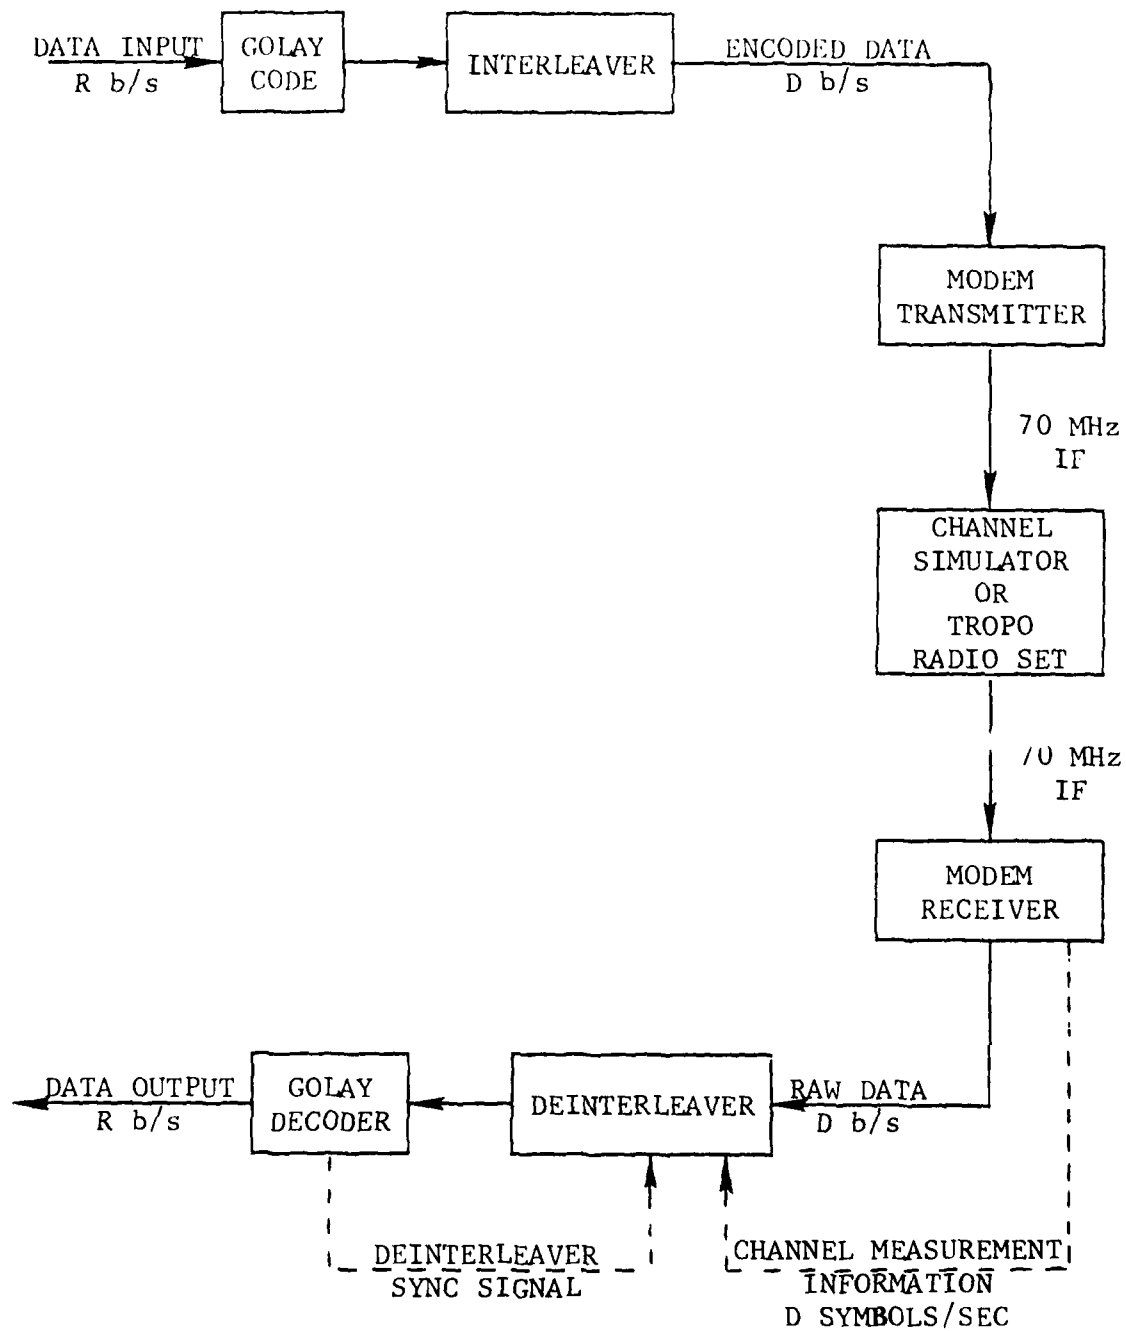 DATA INPUT
R b/s
GOLAY
CODE
INTERLEAVER
ENCODED DATA
D b/s
MODEM
TRANSMITTER
70 MHz
IF
CHANNEL
SIMULATOR
OR
TROPO
RADIO SET
70 MHz
IF
MODEM
RECEIVER
DATA OUTPUT
R b/s
GOLAY
DECODER
DEINTERLEAVER
RAW DATA
D b/s
DEINTERLEAVER
SYNC SIGNAL
CHANNEL MEASUREMENT
INFORMATION
D SYMBOLS/SEC